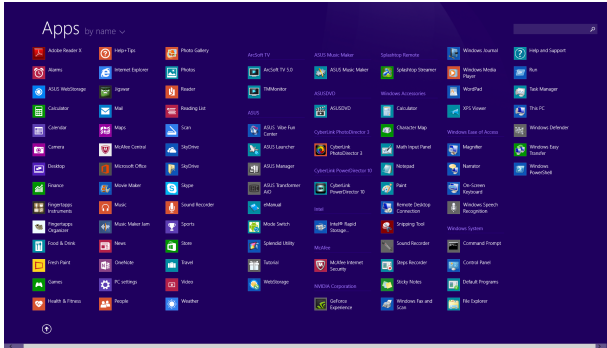 Apps by name
Adobe Reader X
Alarms
ASUS WebStorage
Calculator
Calendar
Camera
Desktop
Finance
Fingertapps
Instruments
Fingertapps
Organizer
Food & Drink
Fresh Paint
Games
Health & Fitness
Help+Tips
Internet Explorer
Jigswar
Mail
Maps
McAfee Central
Microsoft Office
Movie Maker
Music
Music Maker Jam
News
OneNote
PC settings
People
Photo Gallery
Photos
Reader
Reading List
Scan
SkyDrive
SkyDrive
Skype
Sound Recorder
Sports
Store
Travel
Video
Weather
ArcSoft TV
ArcSoft TV 5.0
TMMonitor
ASUS
ASUS Vibe Fun
Center
ASUS Launcher
ASUS Manager
ASUS Transformer
AiO
eManual
Mode Switch
Splendid Utility
Tutorial
WebStorage
ASUS Music Maker
ASUS Music Maker
ASUSDVD
ASUSDVD
CyberLink PhotoDirector 3
CyberLink
PhotoDirector 3
CyberLink PowerDirector 10
CyberLink
PowerDirector 10
Intel
Intel® Rapid
Storage...
McAfee
McAfee Internet
Security
NVIDIA Corporation
GeForce
Experience
Splashtop Remote
Splashtop Streamer
Windows Accessories
Calculator
Character Map
Math Input Panel
Notepad
Paint
Remote Desktop
Connection
Snipping Tool
Sound Recorder
Steps Recorder
Sticky Notes
Windows Fax and
Scan
Windows Journal
Windows Media
Player
WordPad
XPS Viewer
Windows Ease of Access
Magnifier
Narrator
On-Screen
Keyboard
Windows Speech
Recognition
Windows System
Command Prompt
Control Panel
Default Programs
File Explorer
Help and Support
Run
Task Manager
This PC
Windows Defender
Windows Easy
Transfer
Windows
PowerShell